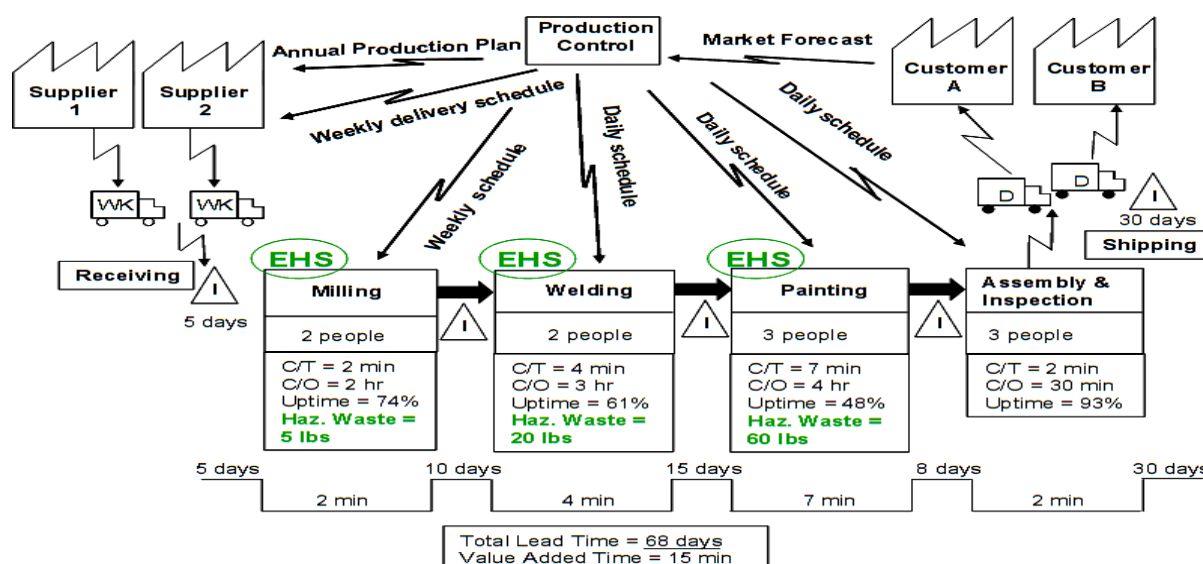 Production
Control
Annual Production Plan
Market Forecast
Supplier
1
Supplier
2
Customer
A
Customer
B
Weekly delivery schedule
Weekly schedule
Daily schedule
Daily schedule
Daily schedule
WK
WK
D
D
I
30 days
Shipping
Receiving
I
5 days
EHS
Milling
2 people
C/T = 2 min
C/O = 2 hr
Uptime = 74%
Haz. Waste =
5 lbs
I
EHS
Welding
2 people
C/T = 4 min
C/O = 3 hr
Uptime = 61%
Haz. Waste =
20 lbs
I
EHS
Painting
3 people
C/T = 7 min
C/O = 4 hr
Uptime = 48%
Haz. Waste =
60 lbs
I
Assembly &
Inspection
3 people
C/T = 2 min
C/O = 30 min
Uptime = 93%
5 days
10 days
15 days
8 days
30 days
2 min
4 min
7 min
2 min
Total Lead Time = 68 days
Value Added Time = 15 min